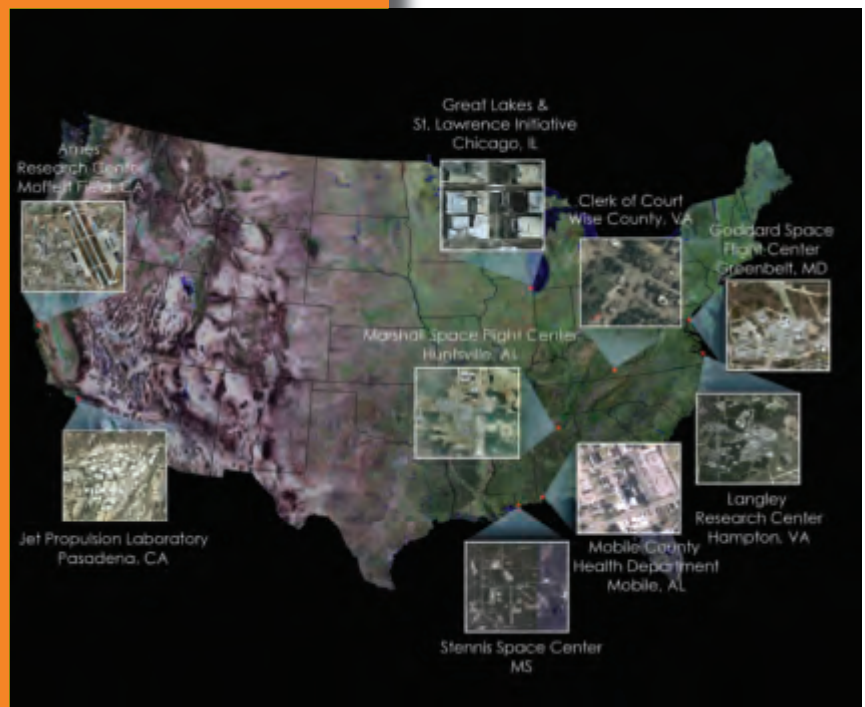 Great Lakes &
St. Lawrence Initiative
Chicago, IL
Ames
Research Center
Moffett Field, CA
Clerk of Court
Wise County, VA
Goddard Space
Flight Center
Greenbelt, MD
Marshall Space Flight Center
Huntsville, AL
Langley
Research Center
Hampton, VA
Jet Propulsion Laboratory
Pasadena, CA
Mobile County
Health Department
Mobile, AL
Stennis Space Center
MS